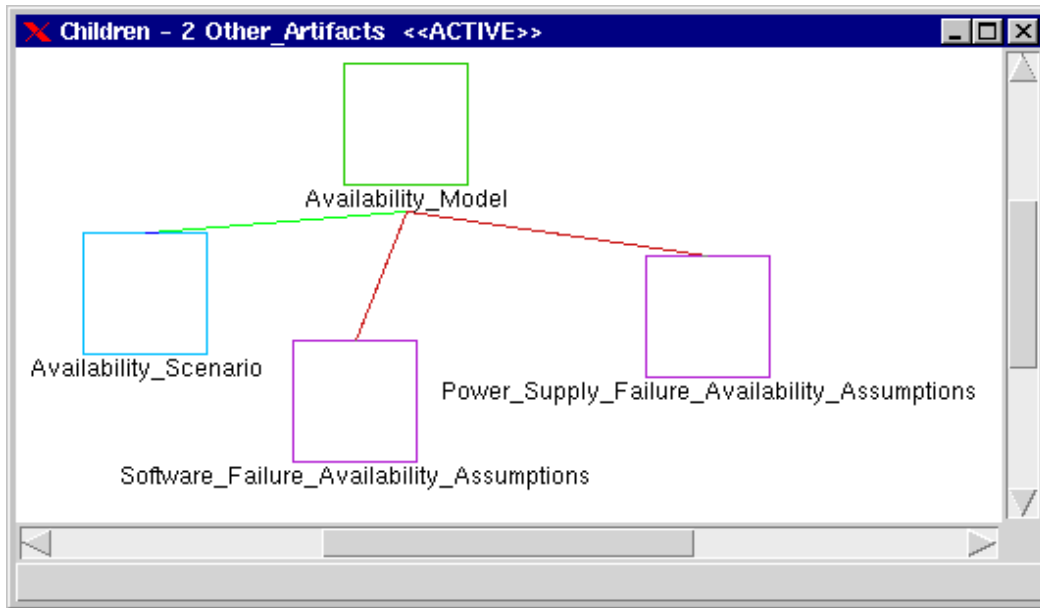 Children - 2 Other_Artifacts <<ACTIVE>>
Availability_Model
Availability_Scenario
Power_Supply_Failure_Availability_Assumptions
Software_Failure_Availability_Assumptions